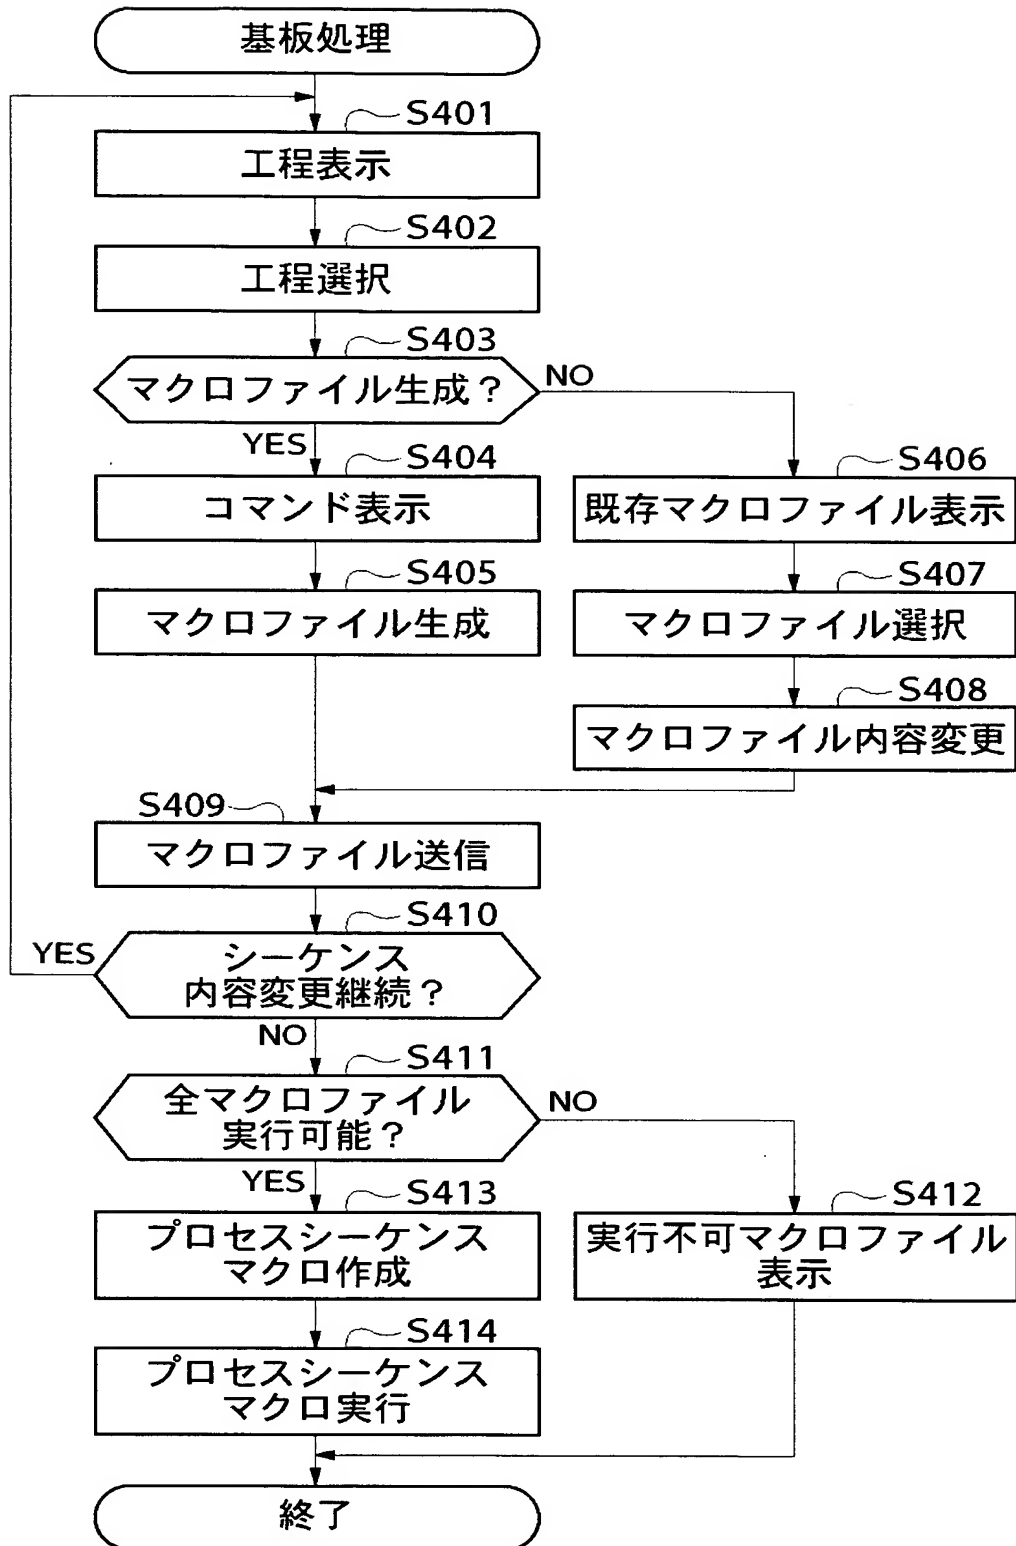 基板処理
S401
工程表示
S402
工程選択
S403
マクロファイル生成？
NO
YES
S404
コマンド表示
S406
既存マクロファイル表示
S405
マクロファイル生成
S407
マクロファイル選択
S408
マクロファイル内容変更
S409
マクロファイル送信
S410
YES
シーケンス
内容変更継続？
NO
S411
全マクロファイル
実行可能？
NO
YES
S413
プロセスシーケンス
マクロ作成
S412
実行不可マクロファイル
表示
S414
プロセスシーケンス
マクロ実行
終了